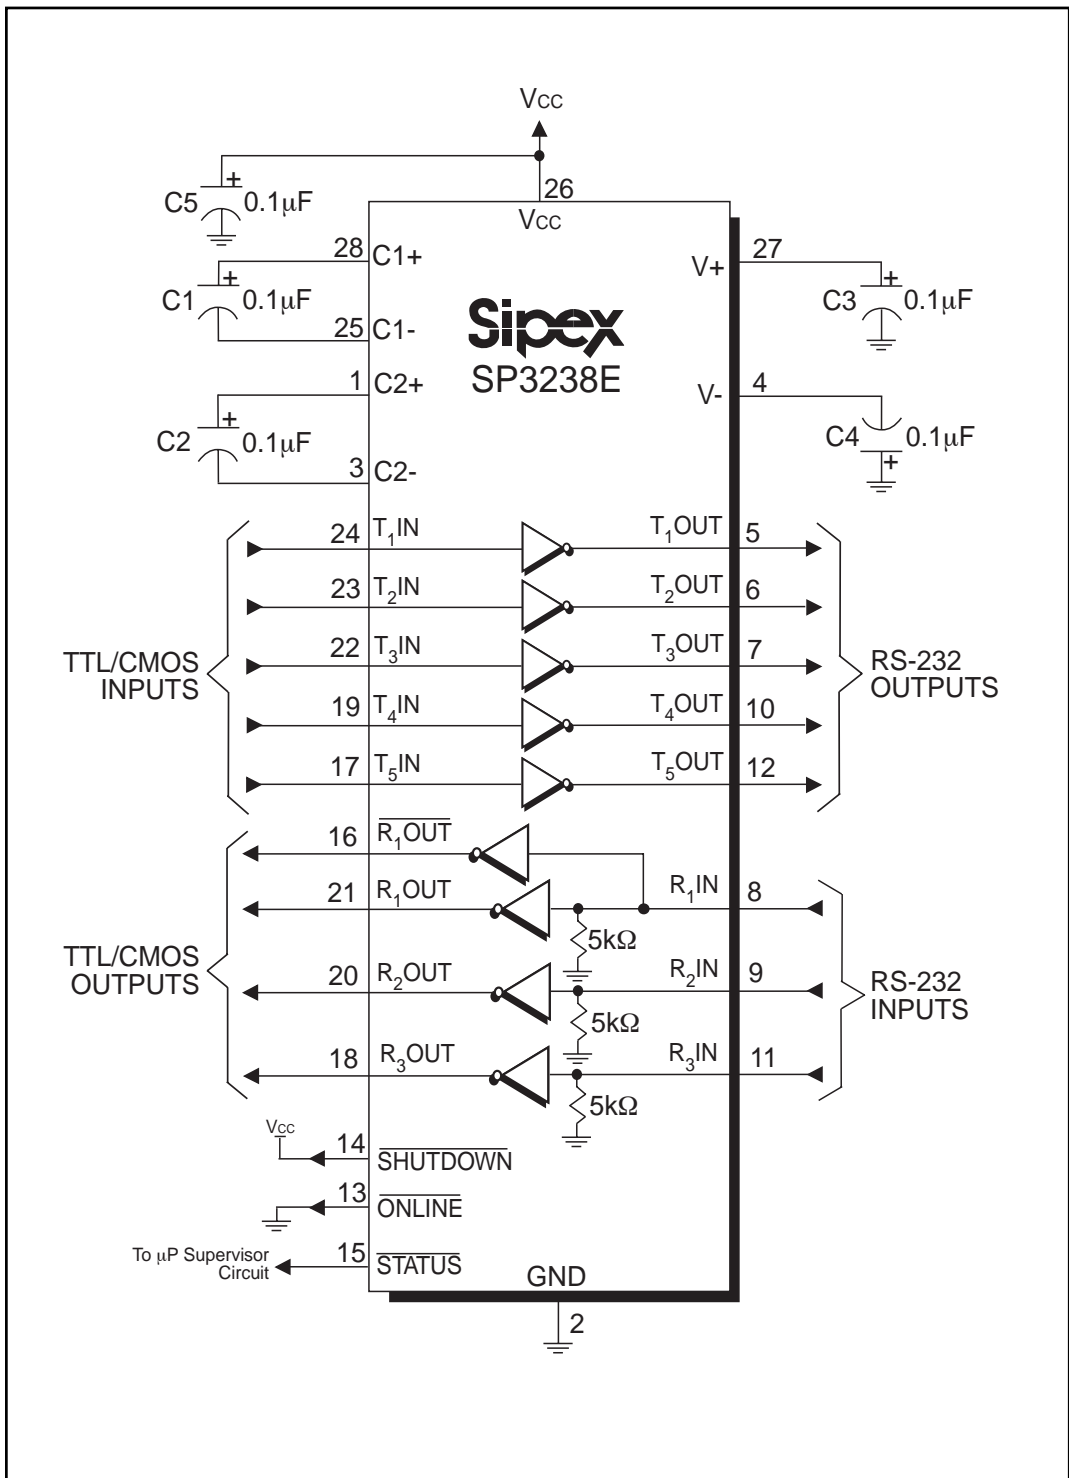 VCC
26
VCC
C5
+
0.1µF
28
C1+
C1
+
0.1µF
25
C1-
1
C2+
C2
+
0.1µF
3
C2-
Sipex
SP3238E
V+
27
C3
+
0.1µF
V-
4
C4
0.1µF
+
TTL/CMOS
INPUTS
24
T1IN
T1OUT
5
23
T2IN
T2OUT
6
22
T3IN
T3OUT
7
19
T4IN
T4OUT
10
17
T5IN
T5OUT
12
RS-232
OUTPUTS
TTL/CMOS
OUTPUTS
16
R1OUT
21
R1OUT
R1IN
8
5kΩ
20
R2OUT
R2IN
9
5kΩ
18
R3OUT
R3IN
11
5kΩ
RS-232
INPUTS
VCC
14
SHUTDOWN
13
ONLINE
To µP Supervisor
Circuit
15
STATUS
GND
2